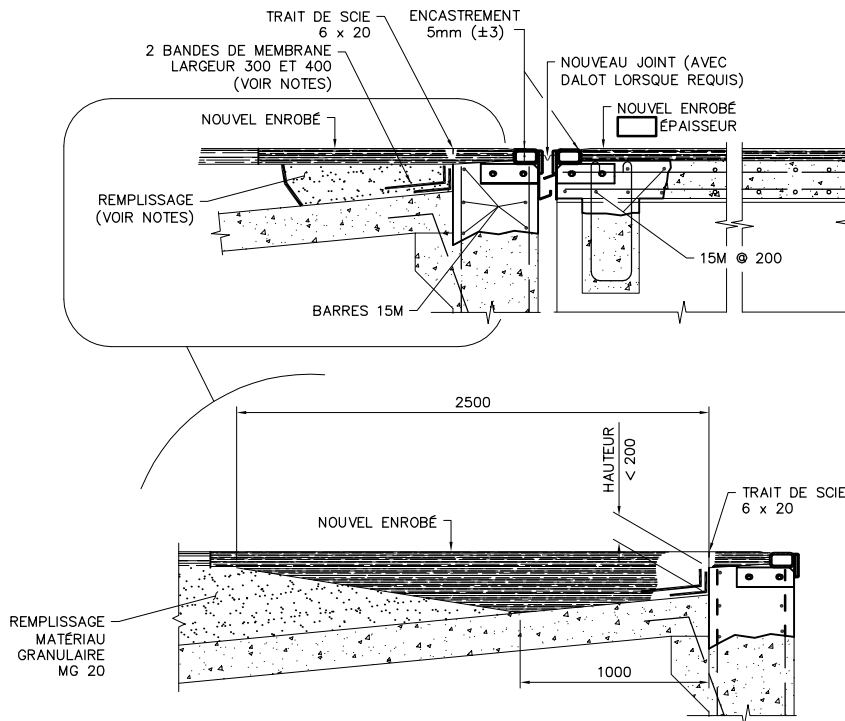 TRAIT DE SCIE
6 x 20
ENCASTREMENT
5mm (±3)
2 BANDES DE MEMBRANE
LARGEUR 300 ET 400
(VOIR NOTES)
NOUVEAU JOINT (AVEC
DALOT LORSQUE REQUIS)
NOUVEL ENROBÉ
NOUVEL ENROBÉ
ÉPAISSEUR
REMPLISSAGE
(VOIR NOTES)
15M @ 200
BARRES 15M
2500
HAUTEUR
< 200
TRAIT DE SCIE
6 x 20
NOUVEL ENROBÉ
REMPLISSAGE
MATÉRIAU
GRANULAIRE
MG 20
1000